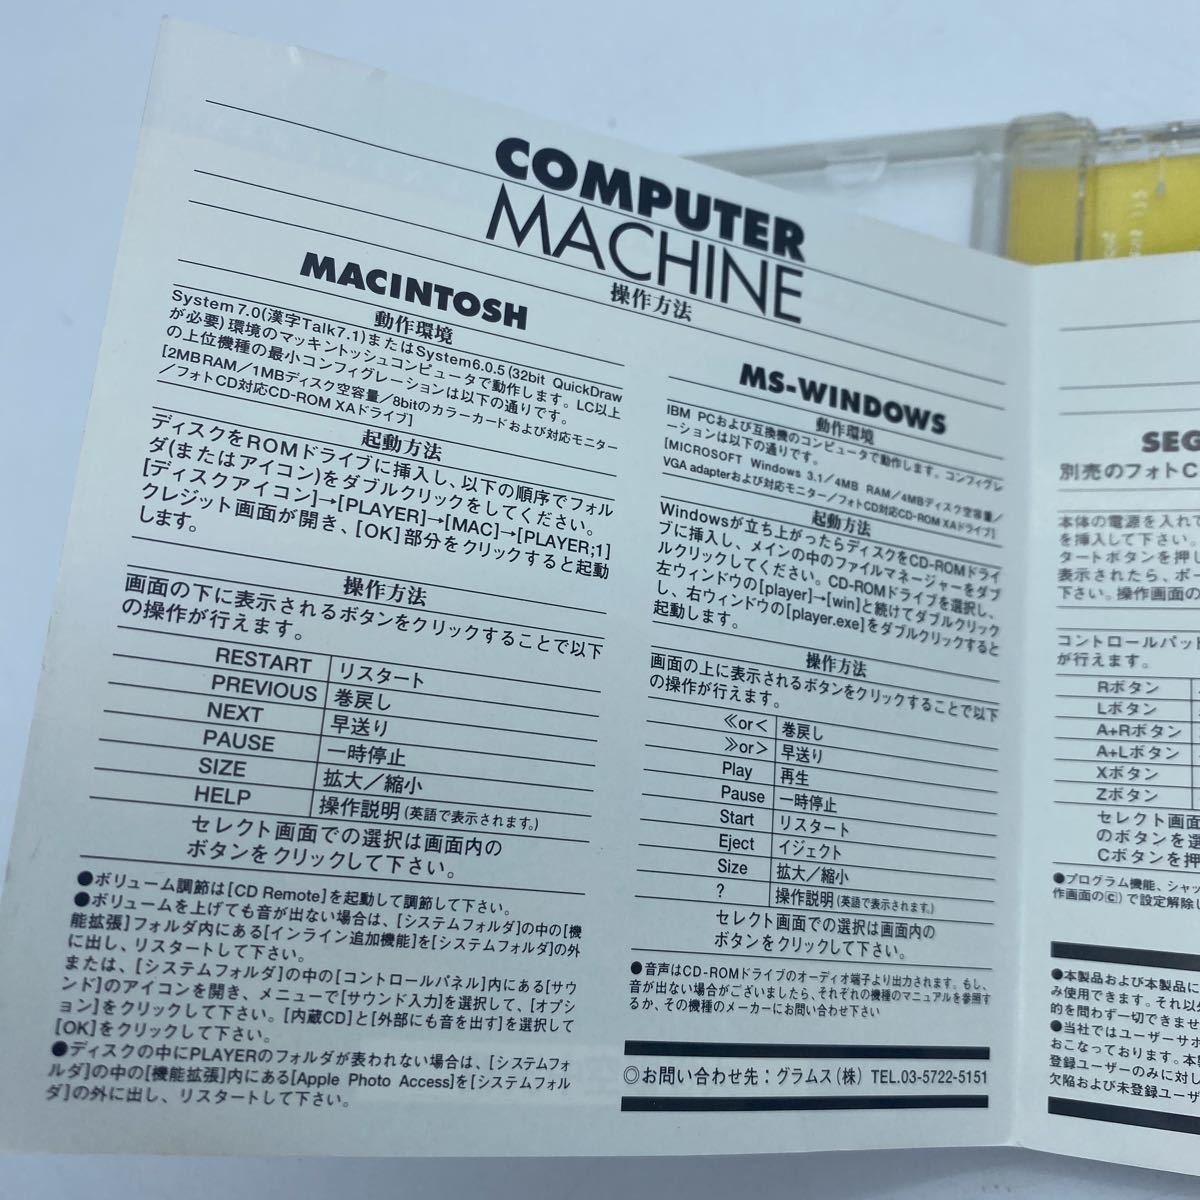 COMPUTER
MACHINE
操作方法
MACINTOSH
動作環境
System7.0(漢字Talk7.1)またはSystem6.0.5(32bit QuickDraw
が必要)環境のマッキントッシュコンピュータで動作します。LC以上
の上位機種の最小コンフィグレーションは以下の通りです。
[2MBRAM／1MBディスク空容量／8bitのカラーカードおよび対応モニター
／フォトCD対応CD-ROM XAドライブ]
起動方法
ディスクをROMドライブに挿入し、以下の順序でフォル
ダ(またはアイコン)をダブルクリックをしてください。
[ディスクアイコン]→[PLAYER]→[MAC]→[PLAYER;1]
クレジット画面が開き、[OK]部分をクリックすると起動
します。
操作方法
画面の下に表示されるボタンをクリックすることで以下
の操作が行えます。
RESTART リスタート
PREVIOUS 巻戻し
NEXT 早送り
PAUSE 一時停止
SIZE 拡大／縮小
HELP 操作説明(英語で表示されます。)
セレクト画面での選択は画面内の
ボタンをクリックして下さい。
●ボリューム調節は[CD Remote]を起動して調節して下さい。
●ボリュームを上げても音が出ない場合は、[システムフォルダ]の中の[機
能拡張]フォルダ内にある[インライン追加機能]を[システムフォルダ]の外
に出し、リスタートして下さい。
または、[システムフォルダ]の中の[コントロールパネル]内にある[サウ
ンド]のアイコンを開き、メニューで[サウンド入力]を選択して、[オプシ
ョン]をクリックして下さい。[内蔵CD]と[外部にも音を出す]を選択して
[OK]をクリックして下さい。
●ディスクの中にPLAYERのフォルダが表われない場合は、[システムフォ
ルダ]の中の[機能拡張]内にある[Apple Photo Access]を[システムフォル
ダ]の外に出し、リスタートして下さい。
MS-WINDOWS
動作環境
IBM PCおよび互換機のコンピュータで動作します。コンフィグレ
ーションは以下の通りです。
[MICROSOFT Windows 3.1／4MB RAM／4MBディスク空容量／
VGA adapterおよび対応モニター／フォトCD対応CD-ROM XAドライブ]
起動方法
Windowsが立ち上がったらディスクをCD-ROMドライ
ブに挿入し、メインの中のファイルマネージャーをダブ
ルクリックしてください。CD-ROMドライブを選択し、
左ウィンドウの[player]→[win]と続けてダブルクリック
し、右ウィンドウの[player.exe]をダブルクリックすると
起動します。
操作方法
画面の上に表示されるボタンをクリックすることで以下
の操作が行えます。
≪or< 巻戻し
≫or> 早送り
Play 再生
Pause 一時停止
Start リスタート
Eject イジェクト
Size 拡大／縮小
? 操作説明(英語で表示されます。)
セレクト画面での選択は画面内の
ボタンをクリックして下さい。
●音声はCD-ROMドライブのオーディオ端子より出力されます。もし、
音が出ない場合がございましたら、それぞれの機種のマニュアルを参照す
るか、その機種のメーカーにお問い合わせ下さい
◎お問い合わせ先：グラムス(株) TEL.03-5722-5151
SEG
別売のフォトC
本体の電源を入れて
を挿入して下さい。
タートボタンを押し
表示されたら、ボー
下さい。操作画面の
コントロールパッド
が行えます。
Rボタン
Lボタン
A+Rボタン
A+Lボタン
Xボタン
Zボタン
セレクト画面
のボタンを選
Cボタンを押
●プログラム機能、シャッ
作画面のC)で設定解除し
●本製品および本製品に
み使用できます。それ以外
的を問わず一切できませ
●当社ではユーザーサポ
おこなっております。本製
登録ユーザーのみに対し
欠陥および未登録ユーザ